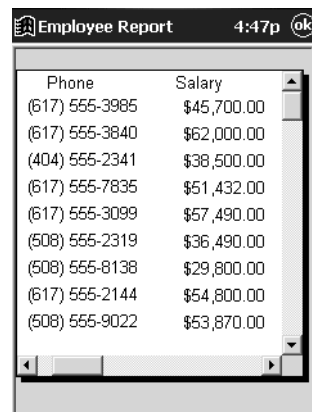 Employee Report 4:47p ok
Phone Salary
(617) 555-3985 $45,700.00
(617) 555-3840 $62,000.00
(404) 555-2341 $38,500.00
(617) 555-7835 $51,432.00
(617) 555-3099 $57,490.00
(508) 555-2319 $36,490.00
(508) 555-8138 $29,800.00
(617) 555-2144 $54,800.00
(508) 555-9022 $53,870.00